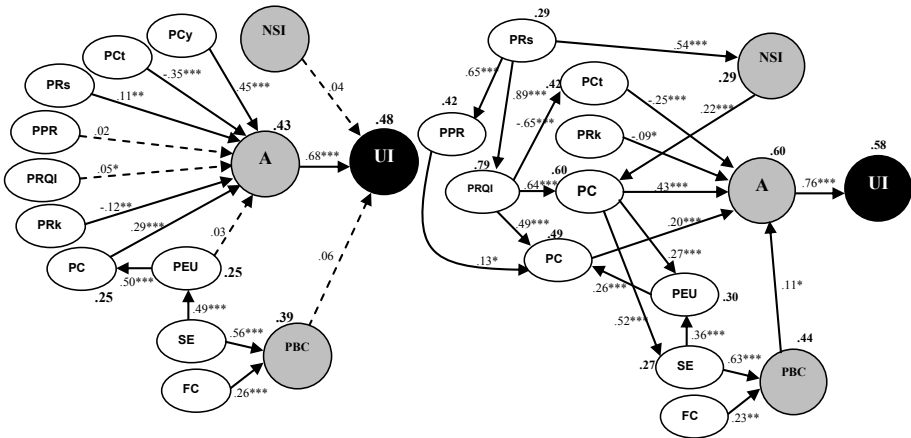 PCy
NSI
PCt
PRs
PPR
PRQI
PRk
PC
PEU
SE
FC
A
UI
PBC
.45***
-.35***
.11**
.02
.05*
-.12**
.29***
.03
.50***
.49***
.56***
.26***
.04
.68***
.06
.43
.48
.25
.25
.39
.29
PRs
NSI
.29
.54***
.65***
.89***
.42
PCt
-.65***
.42
PPR
-.25***
.22***
PRk
-.09*
.79
PRQI
.60
.64***
PC
.43***
.60
A
.76***
.58
UI
.49***
.49
PC
.20***
.13*
.27***
.26***
PEU
.30
.52***
.36***
.11*
.27
SE
.63***
.44
PBC
FC
.23**